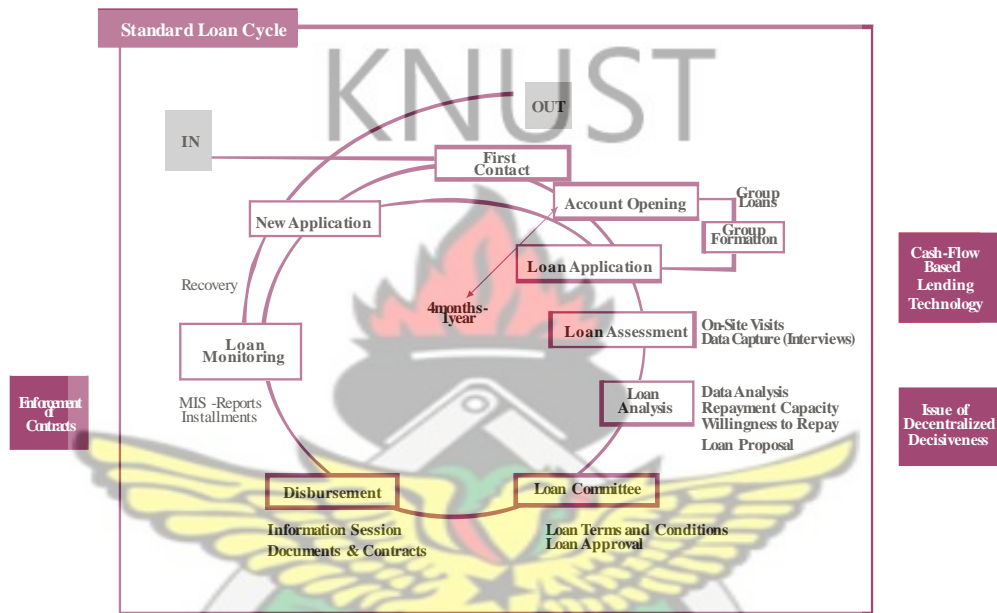 Standard Loan Cycle
KNUST
OUT
IN
First
Contact
Account Opening
Group
Loans
Group
Formation
New Application
Loan Application
Cash-Flow
Based
Lending
Technology
Recovery
4months-
1year
Loan Assessment
On-Site Visits
Data Capture (Interviews)
Loan
Monitoring
Loan
Analysis
Data Analysis
Repayment Capacity
Willingness to Repay
Loan Proposal
Enforcement
of
Contracts
MIS -Reports
Installments
Issue of
Decentralized
Decisiveness
Disbursement
Loan Committee
Information Session
Documents & Contracts
Loan Terms and Conditions
Loan Approval